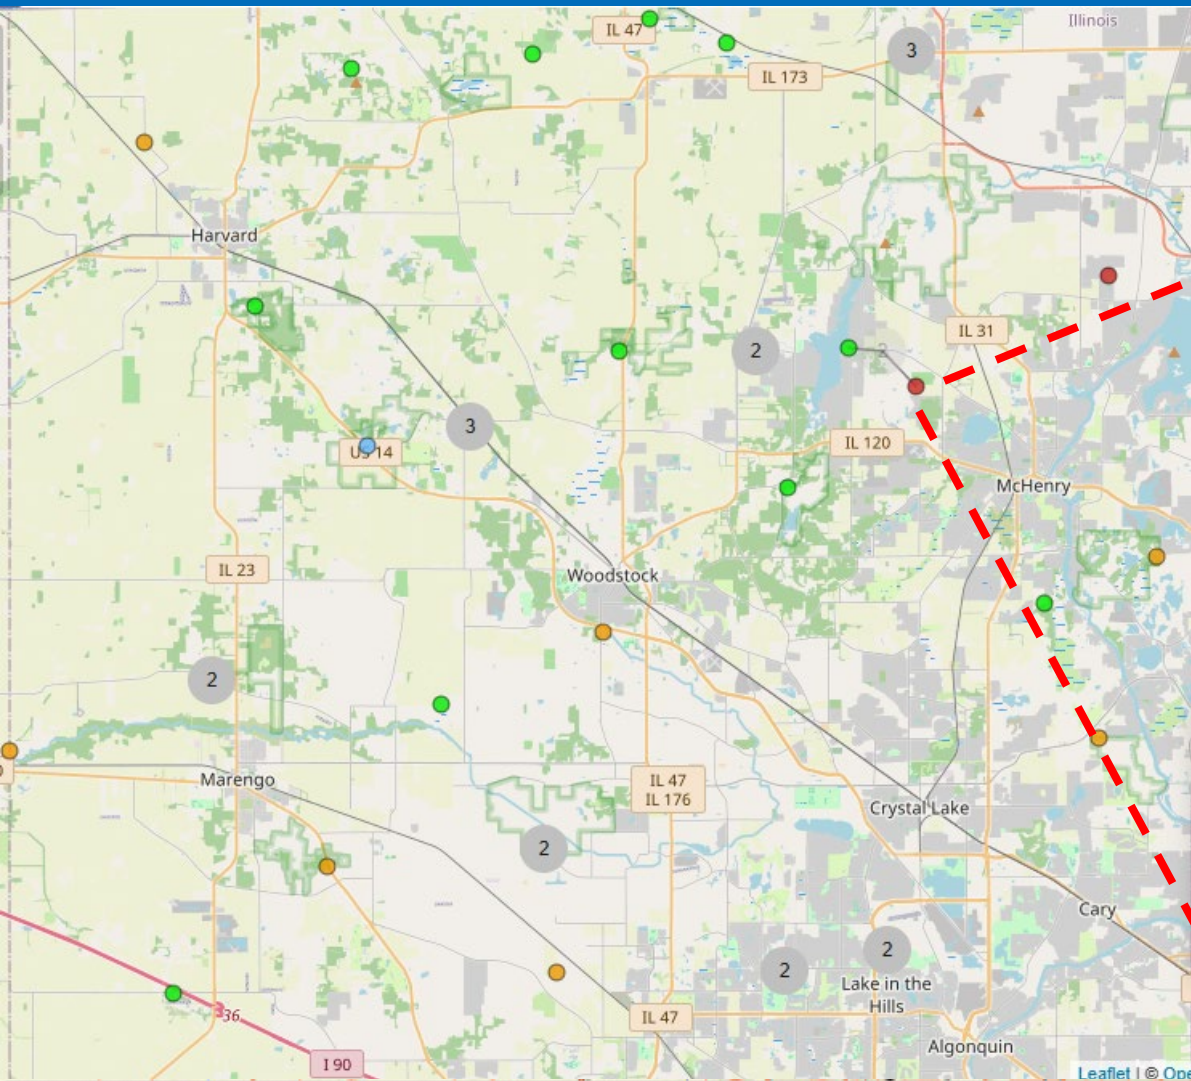 Illinois
IL 47
3
IL 173
Harvard
IL 31
2
2
3
IL 120
US 14
McHenry
IL 23
Woodstock
2
Marengo
IL 47
IL 176
Crystal Lake
2
Cary
2
2
Lake in the
Hills
36
IL 47
Algonquin
I 90
Leaflet | © Ope